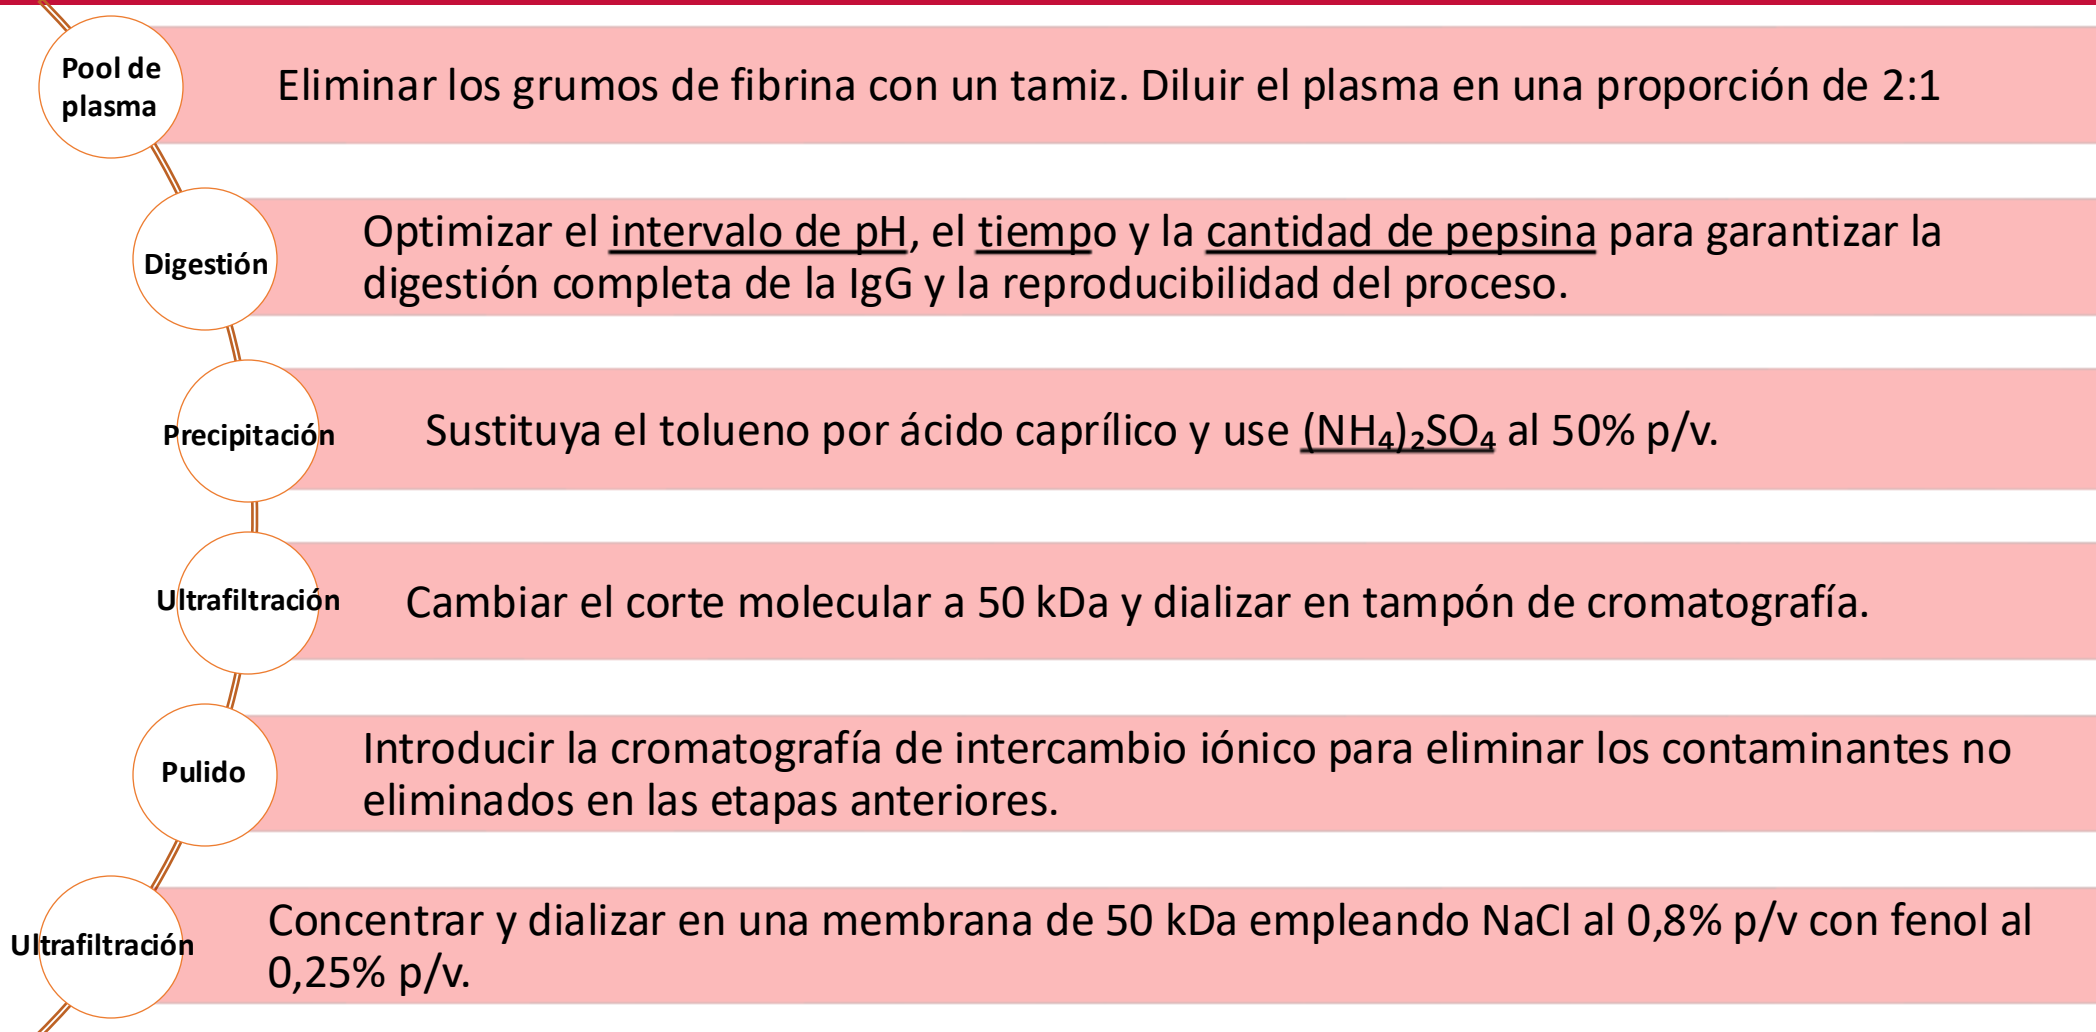 Pool de
plasma
Eliminar los grumos de fibrina con un tamiz. Diluir el plasma en una proporción de 2:1
Digestión
Optimizar el intervalo de pH, el tiempo y la cantidad de pepsina para garantizar la
digestión completa de la IgG y la reproducibilidad del proceso.
Precipitación
Sustituya el tolueno por ácido caprílico y use (NH₄)₂SO₄ al 50% p/v.
Ultrafiltración
Cambiar el corte molecular a 50 kDa y dializar en tampón de cromatografía.
Pulido
Introducir la cromatografía de intercambio iónico para eliminar los contaminantes no
eliminados en las etapas anteriores.
Ultrafiltración
Concentrar y dializar en una membrana de 50 kDa empleando NaCl al 0,8% p/v con fenol al
0,25% p/v.